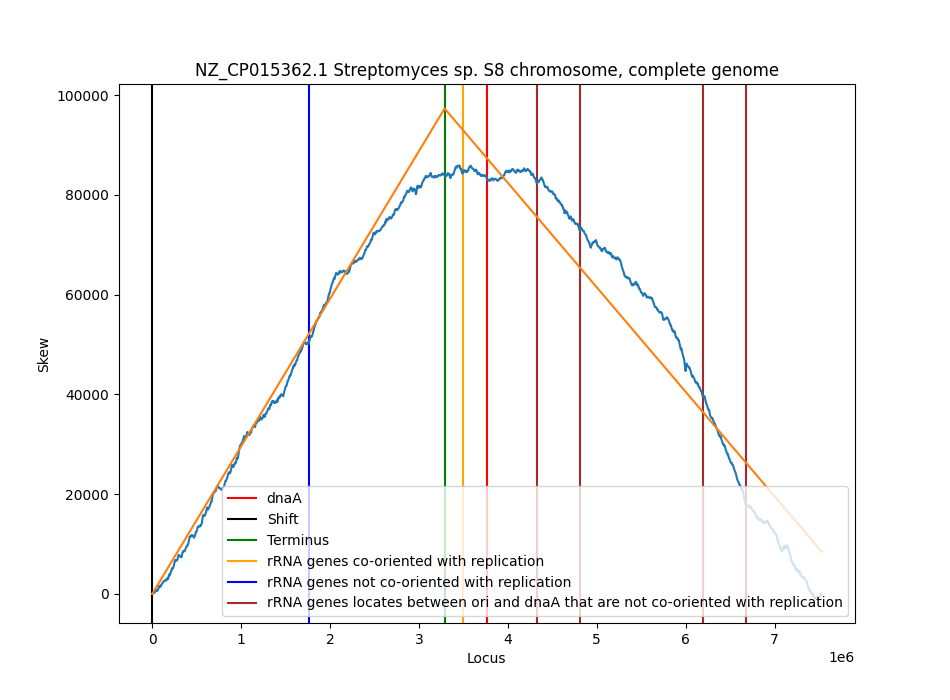 NZ_CP015362.1 Streptomyces sp. S8 chromosome, complete genome
100000
80000
60000
40000
20000
0
Skew
dnaA
Shift
Terminus
rRNA genes co-oriented with replication
rRNA genes not co-oriented with replication
rRNA genes locates between ori and dnaA that are not co-oriented with replication
0 1 2 3 4 5 6 7
1e6
Locus